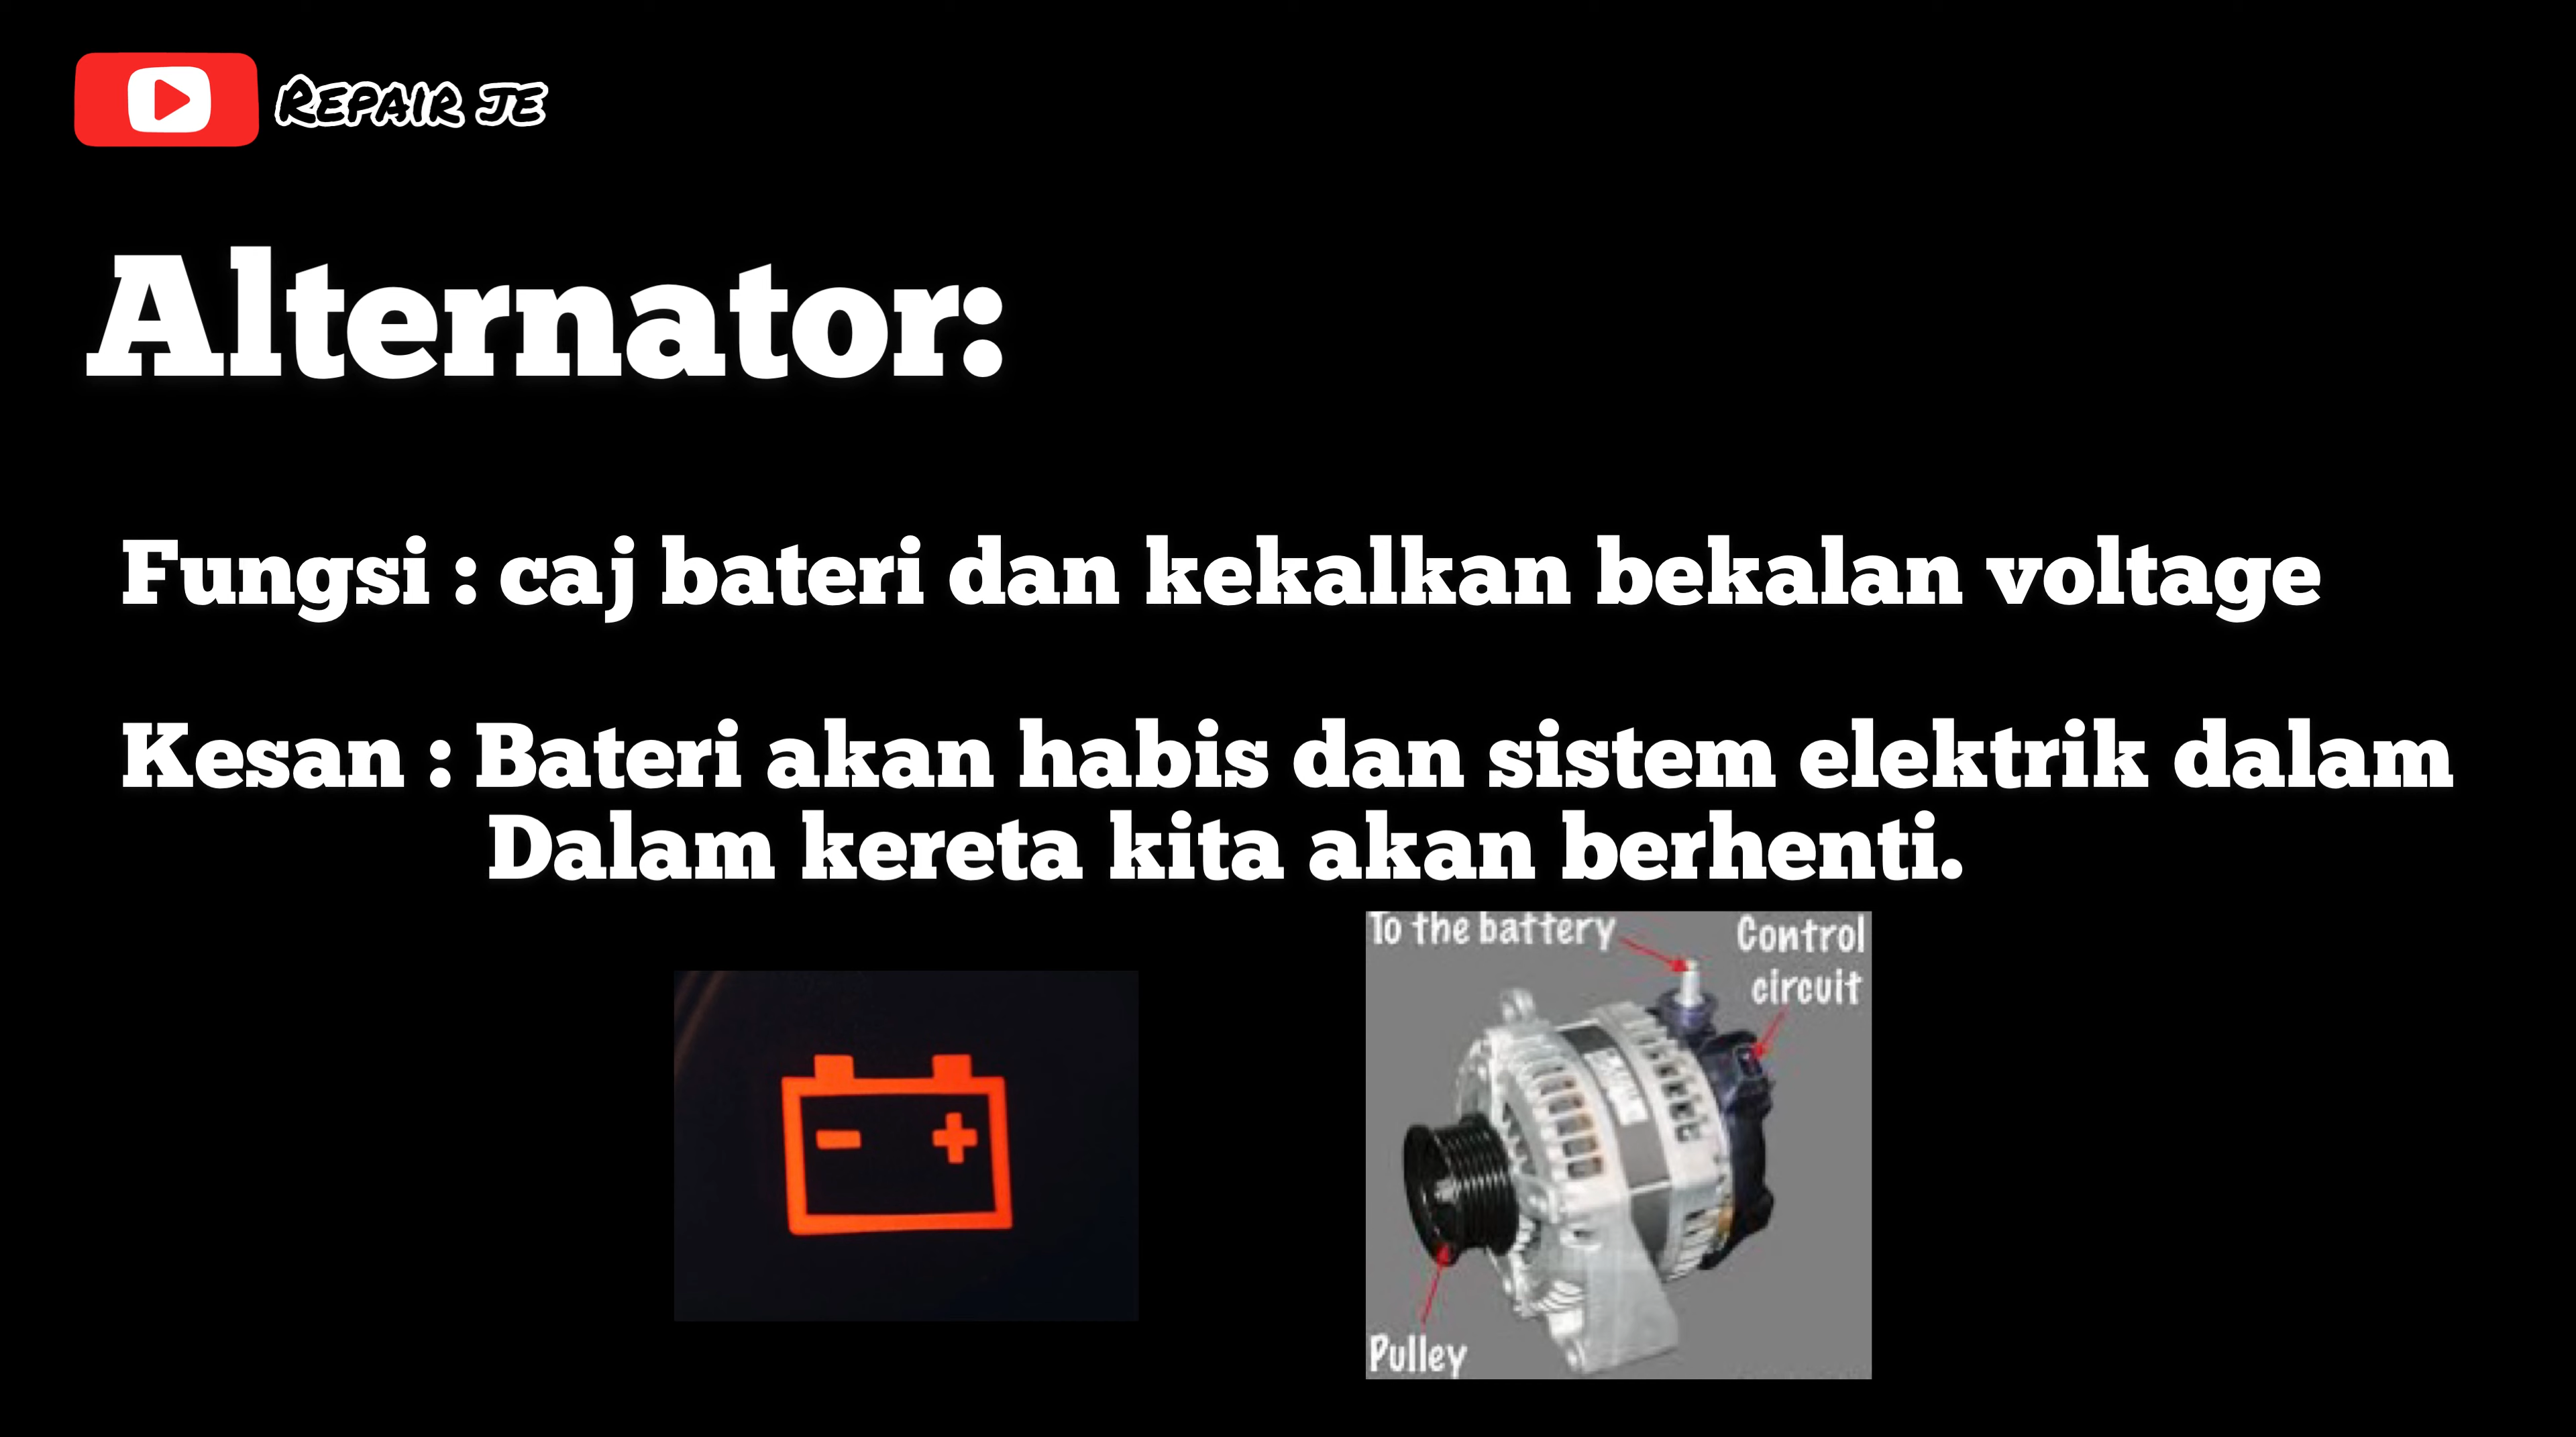 REPAIR JE
Alternator:
Fungsi : caj bateri dan kekalkan bekalan voltage
Kesan : Bateri akan habis dan sistem elektrik dalam
Dalam kereta kita akan berhenti.
To the battery
Control
circuit
- +
Pulley